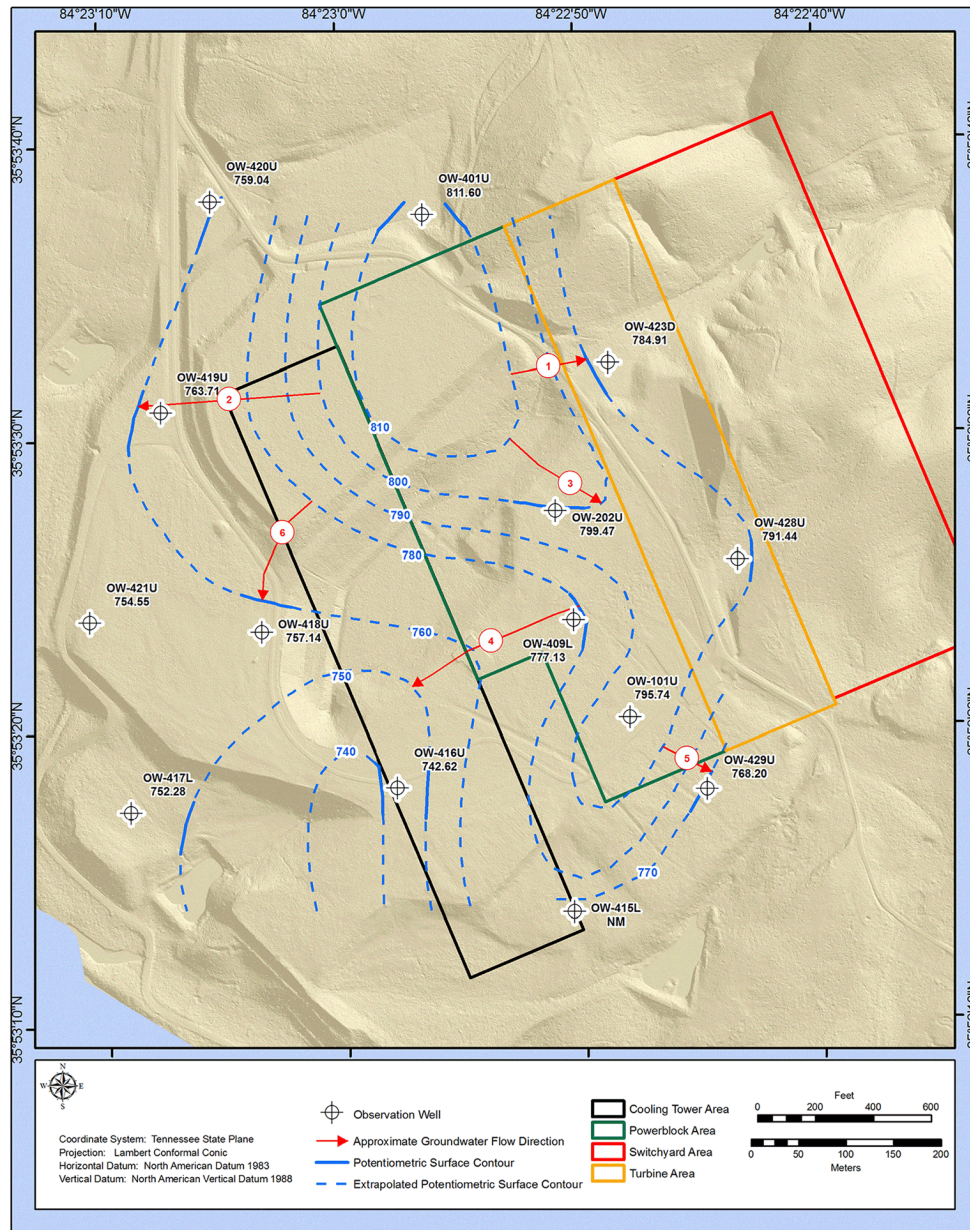 84°23'10"W
84°23'0"W
84°22'50"W
84°22'40"W
35°53'40"N
35°53'30"N
35°53'20"N
35°53'10"N
OW-420U
759.04
OW-401U
811.60
OW-423D
784.91
OW-419U
763.71
1
2
810
3
800
OW-202U
799.47
790
OW-428U
791.44
6
780
OW-421U
754.55
OW-418U
757.14
760
4
OW-409L
777.13
750
OW-101U
795.74
740
OW-416U
742.62
5
OW-429U
768.20
OW-417L
752.28
770
OW-415L
NM
N
W
E
S
Coordinate System: Tennessee State Plane
Projection: Lambert Conformal Conic
Horizontal Datum: North American Datum 1983
Vertical Datum: North American Vertical Datum 1988
Observation Well
Approximate Groundwater Flow Direction
Potentiometric Surface Contour
Extrapolated Potentiometric Surface Contour
Cooling Tower Area
Powerblock Area
Switchyard Area
Turbine Area
Feet
0 200 400 600
0 50 100 150 200
Meters